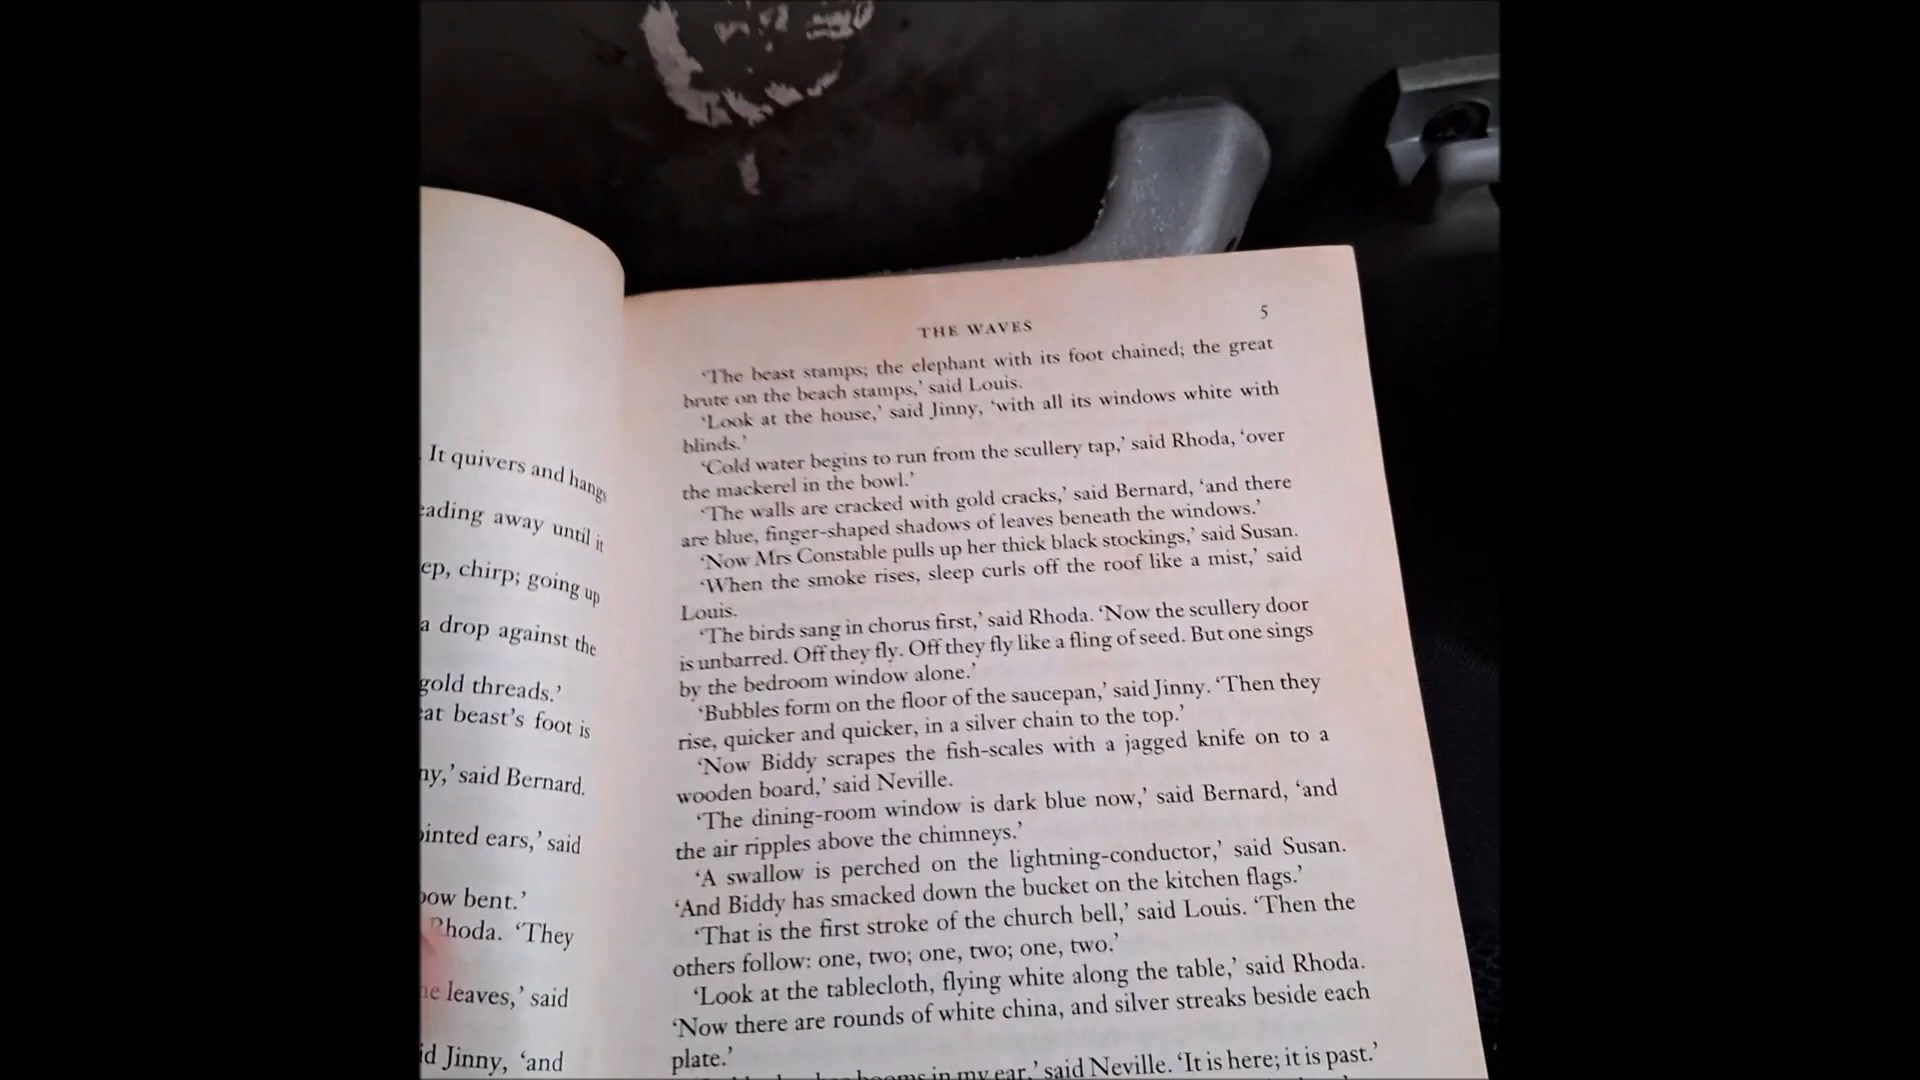 It quivers and hangs
away until it
chirp; going up
a drop against the
gold threads.’
beast’s foot is
said Bernard.
ears,’ said
bent.’
Rhoda. ‘They
leaves,’ said
Jinny, ‘and
THE WAVES
5
‘The beast stamps; the elephant with its foot chained; the great
brute on the beach stamps,’ said Louis.
‘Look at the house,’ said Jinny, ‘with all its windows white with
blinds.’
‘Cold water begins to run from the scullery tap,’ said Rhoda, ‘over
the mackerel in the bowl.’
‘The walls are cracked with gold cracks,’ said Bernard, ‘and there
are blue, finger-shaped shadows of leaves beneath the windows.’
‘Now Mrs Constable pulls up her thick black stockings,’ said Susan.
‘When the smoke rises, sleep curls off the roof like a mist,’ said
Louis.
‘The birds sang in chorus first,’ said Rhoda. ‘Now the scullery door
is unbarred. Off they fly. Off they fly like a fling of seed. But one sings
by the bedroom window alone.’
‘Bubbles form on the floor of the saucepan,’ said Jinny. ‘Then they
rise, quicker and quicker, in a silver chain to the top.’
‘Now Biddy scrapes the fish-scales with a jagged knife on to a
wooden board,’ said Neville.
‘The dining-room window is dark blue now,’ said Bernard, ‘and
the air ripples above the chimneys.’
‘A swallow is perched on the lightning-conductor,’ said Susan.
‘And Biddy has smacked down the bucket on the kitchen flags.’
‘That is the first stroke of the church bell,’ said Louis. ‘Then the
others follow: one, two; one, two; one, two.’
‘Look at the tablecloth, flying white along the table,’ said Rhoda.
‘Now there are rounds of white china, and silver streaks beside each
plate.’
in my ear,’ said Neville. ‘It is here; it is past.’